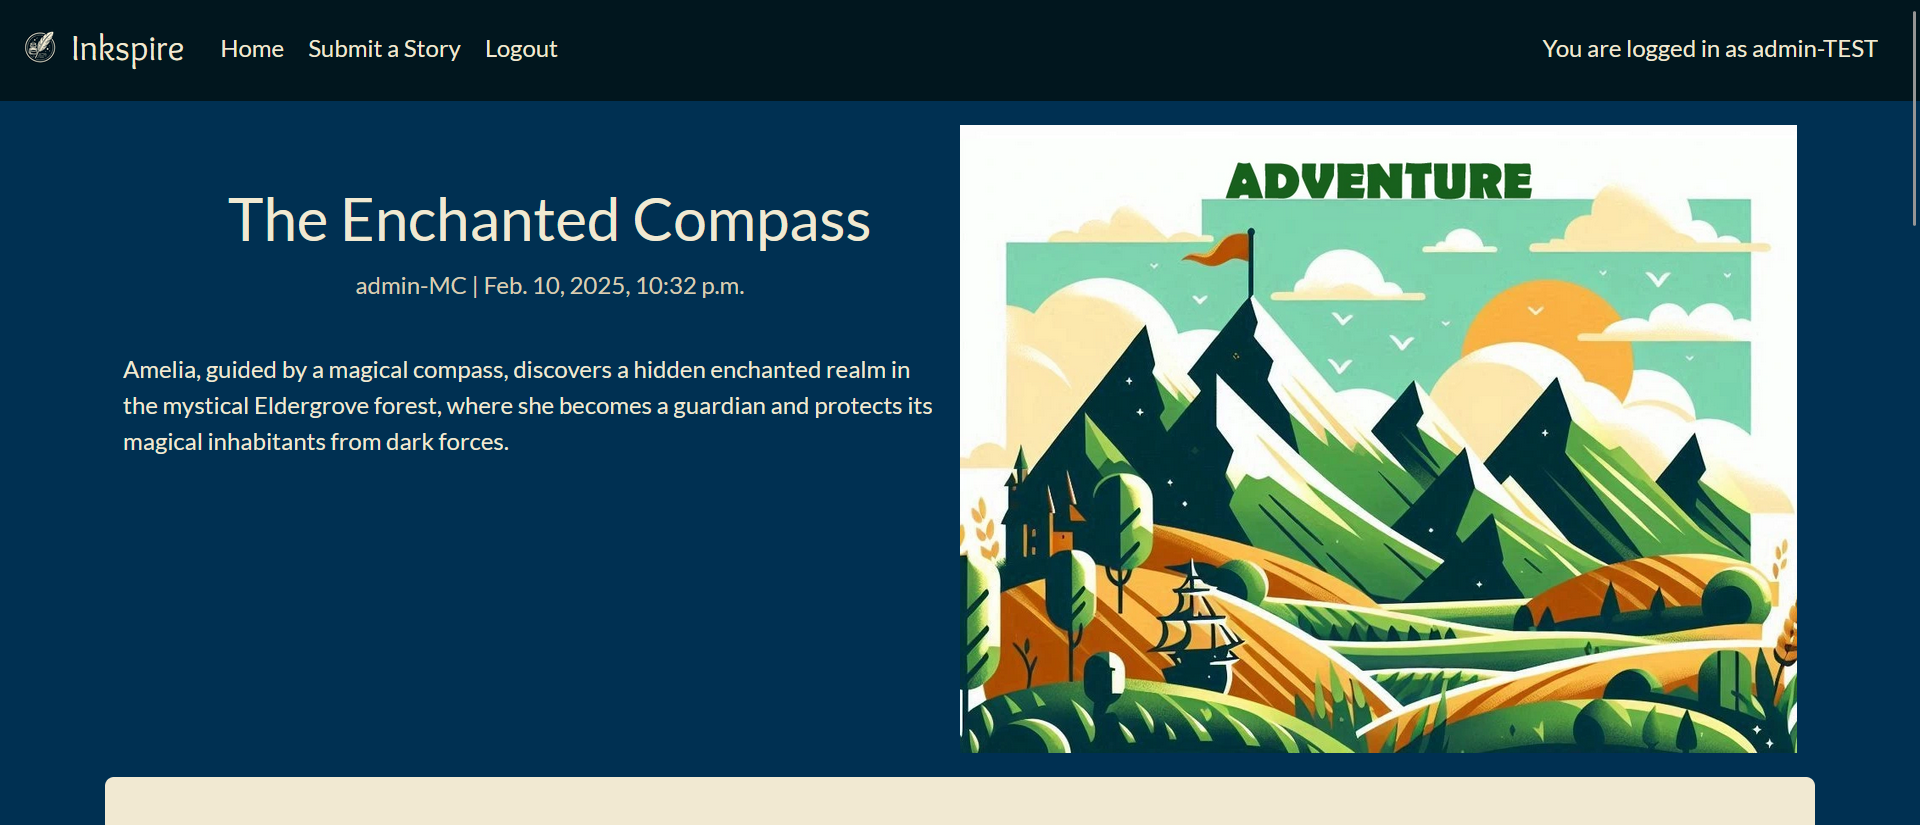 Inkspire Home Submit a Story Logout You are logged in as admin-TEST
The Enchanted Compass
admin-MC | Feb. 10, 2025, 10:32 p.m.
Amelia, guided by a magical compass, discovers a hidden enchanted realm in
the mystical Eldergrove forest, where she becomes a guardian and protects its
magical inhabitants from dark forces.
ADVENTURE